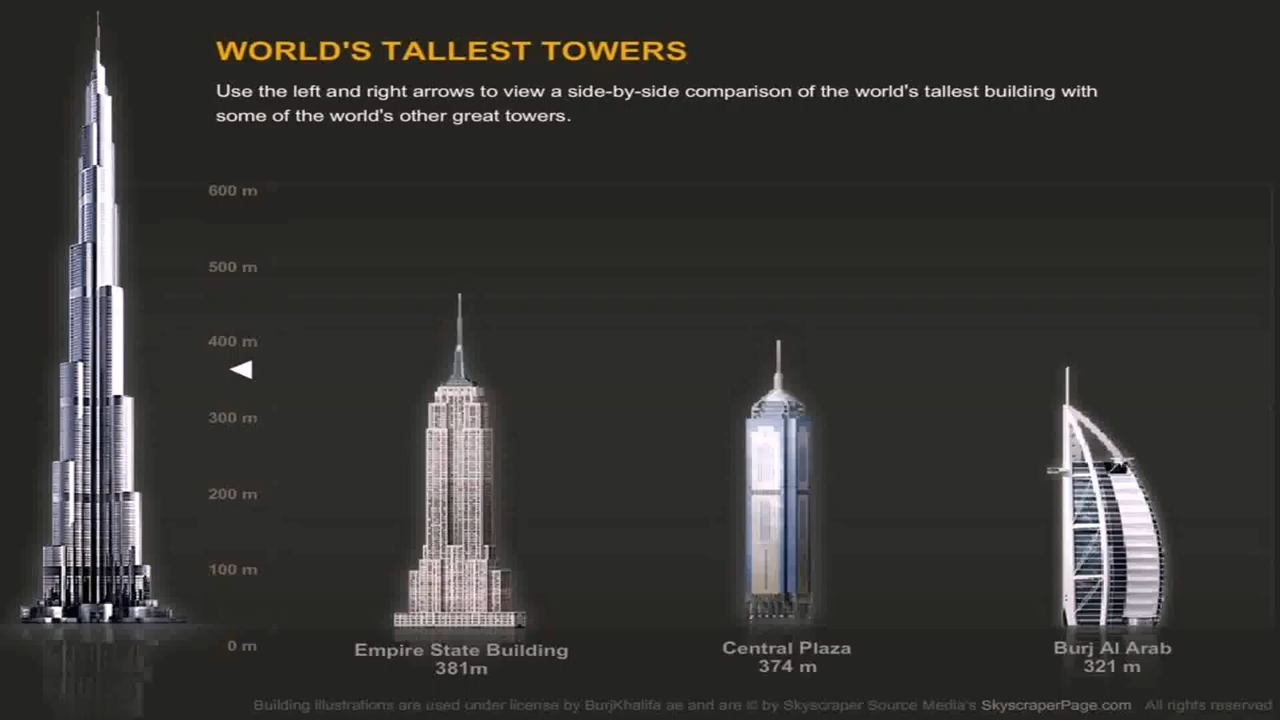 WORLD'S TALLEST TOWERS
Use the left and right arrows to view a side-by-side comparison of the world's tallest building with
some of the world's other great towers.
600 m
500 m
400 m
300 m
200 m
100 m
0 m
Empire State Building
381m
Central Plaza
374 m
Burj Al Arab
321 m
Building illustrations are used under license by BurjKhalifa ae and are © by Skyscraper Source Media's SkyscraperPage.com All rights reserved